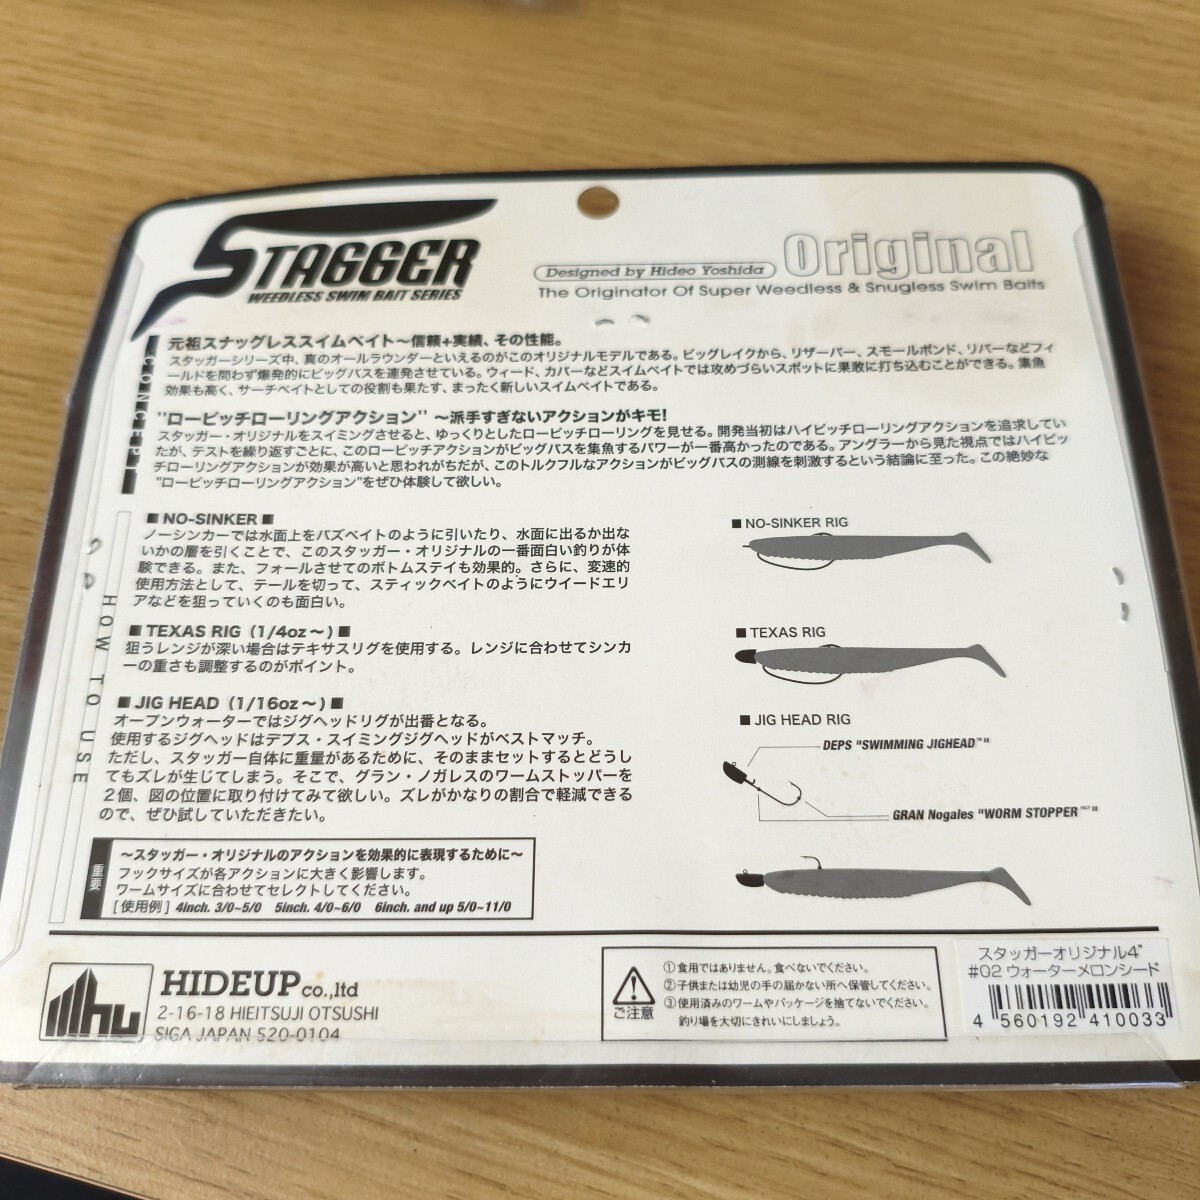 STAGGER
WEEDLESS SWIM BAIT SERIES
Designed by Hideo Yoshida
Original
The Originator Of Super Weedless & Snugless Swim Baits
CONCEPT
元祖スナッグレススイムベイト～信頼+実績、その性能。
スタッガーシリーズ中、真のオールラウンダーといえるのがこのオリジナルモデルである。ビッグレイクから、リザーバー、スモールポンド、リバーなどフィ
ールドを問わず爆発的にビッグバスを連発させている。ウィード、カバーなどスイムベイトでは攻めづらいスポットに果敢に打ち込むことができる。集魚
効果も高く、サーチベイトとしての役割も果たす、まったく新しいスイムベイトである。
"ローピッチローリングアクション" ～派手すぎないアクションがキモ!
スタッガー・オリジナルをスイミングさせると、ゆっくりとしたローピッチローリングを見せる。開発当初はハイピッチローリングアクションを追求してい
たが、テストを繰り返すごとに、このローピッチアクションがビッグバスを集魚するパワーが一番高かったのである。アングラーから見た視点ではハイピッ
チローリングアクションが効果が高いと思われがちだが、このトルクフルなアクションがビッグバスの測線を刺激するという結論に至った。この絶妙な
"ローピッチローリングアクション"をぜひ体験して欲しい。
HOW TO USE
■ NO-SINKER ■
ノーシンカーでは水面上をバズベイトのように引いたり、水面に出るか出な
いかの層を引くことで、このスタッガー・オリジナルの一番面白い釣りが体
験できる。また、フォールさせてのボトムステイも効果的。さらに、変速的
使用方法として、テールを切って、スティックベイトのようにウイードエリ
アなどを狙っていくのも面白い。
■ TEXAS RIG (1/4oz～) ■
狙うレンジが深い場合はテキサスリグを使用する。レンジに合わせてシンカ
ーの重さも調整するのがポイント。
■ JIG HEAD (1/16oz～) ■
オープンウォーターではジグヘッドリグが出番となる。
使用するジグヘッドはデプス・スイミングジグヘッドがベストマッチ。
ただし、スタッガー自体に重量があるために、そのままセットするとどうし
てもズレが生じてしまう。そこで、グラン・ノガレスのワームストッパーを
2個、図の位置に取り付けてみて欲しい。ズレがかなりの割合で軽減できる
ので、ぜひ試していただきたい。
重要
～スタッガー・オリジナルのアクションを効果的に表現するために～
フックサイズが各アクションに大きく影響します。
ワームサイズに合わせてセレクトしてください。
[使用例] 4inch. 3/0~5/0 5inch. 4/0~6/0 6inch. and up 5/0~11/0
■ NO-SINKER RIG
■ TEXAS RIG
■ JIG HEAD RIG
DEPS "SWIMMING JIGHEAD™"
GRAN Nogales "WORM STOPPER"
hu
HIDEUP co.,ltd
2-16-18 HIEITSUJI OTSUSHI
SIGA JAPAN 520-0104
ご注意
①食用ではありません。食べないでください。
②子供または幼児の手の届かない所へ保管してください。
③使用済みのワームやパッケージを捨てないでください。
釣り場を大切にきれいにしましょう。
スタッガーオリジナル4"
#02 ウォーターメロンシード
4 560192 410033